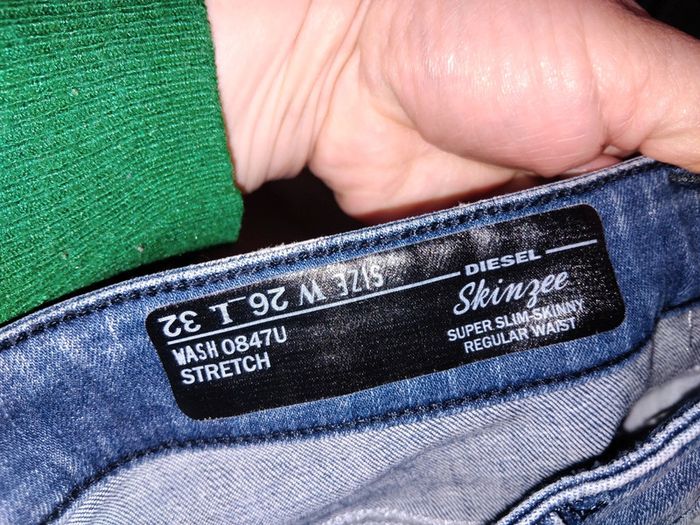 SIZE W 26 L 32
WASH 0847U
STRETCH
DIESEL
Skinzee
SUPER SLIM-SKINNY
REGULAR WAIST